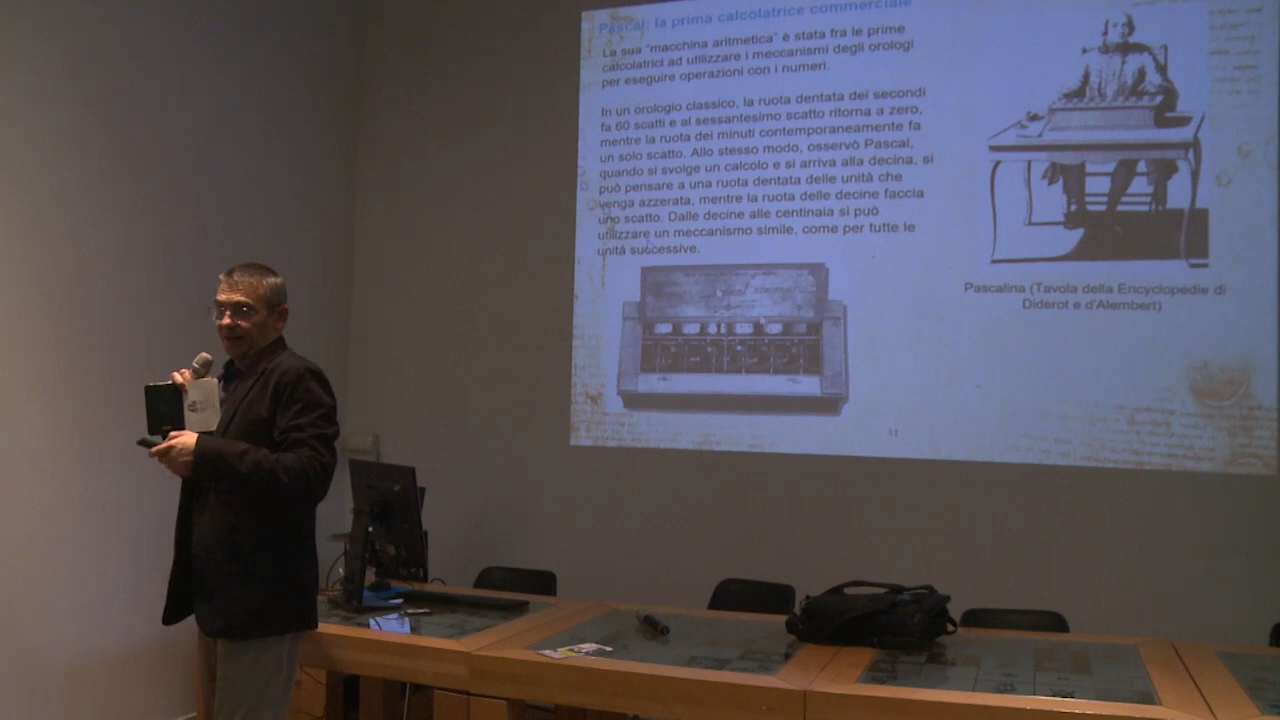 Pascal: la prima calcolatrice commerciale
La sua "macchina aritmetica" è stata fra le prime
calcolatrici ad utilizzare i meccanismi degli orologi
per eseguire operazioni con i numeri.
In un orologio classico, la ruota dentata dei secondi
fa 60 scatti e al sessantesimo scatto ritorna a zero,
mentre la ruota dei minuti contemporaneamente fa
un solo scatto. Allo stesso modo, osservò Pascal,
quando si svolge un calcolo e si arriva alla decina, si
può pensare a una ruota dentata delle unità che
venga azzerata, mentre la ruota delle decine faccia
uno scatto. Dalle decine alle centinaia si può
utilizzare un meccanismo simile, come per tutte le
unità successive.
Pascalina (Tavola della Encyclopédie di
Diderot e d'Alembert)